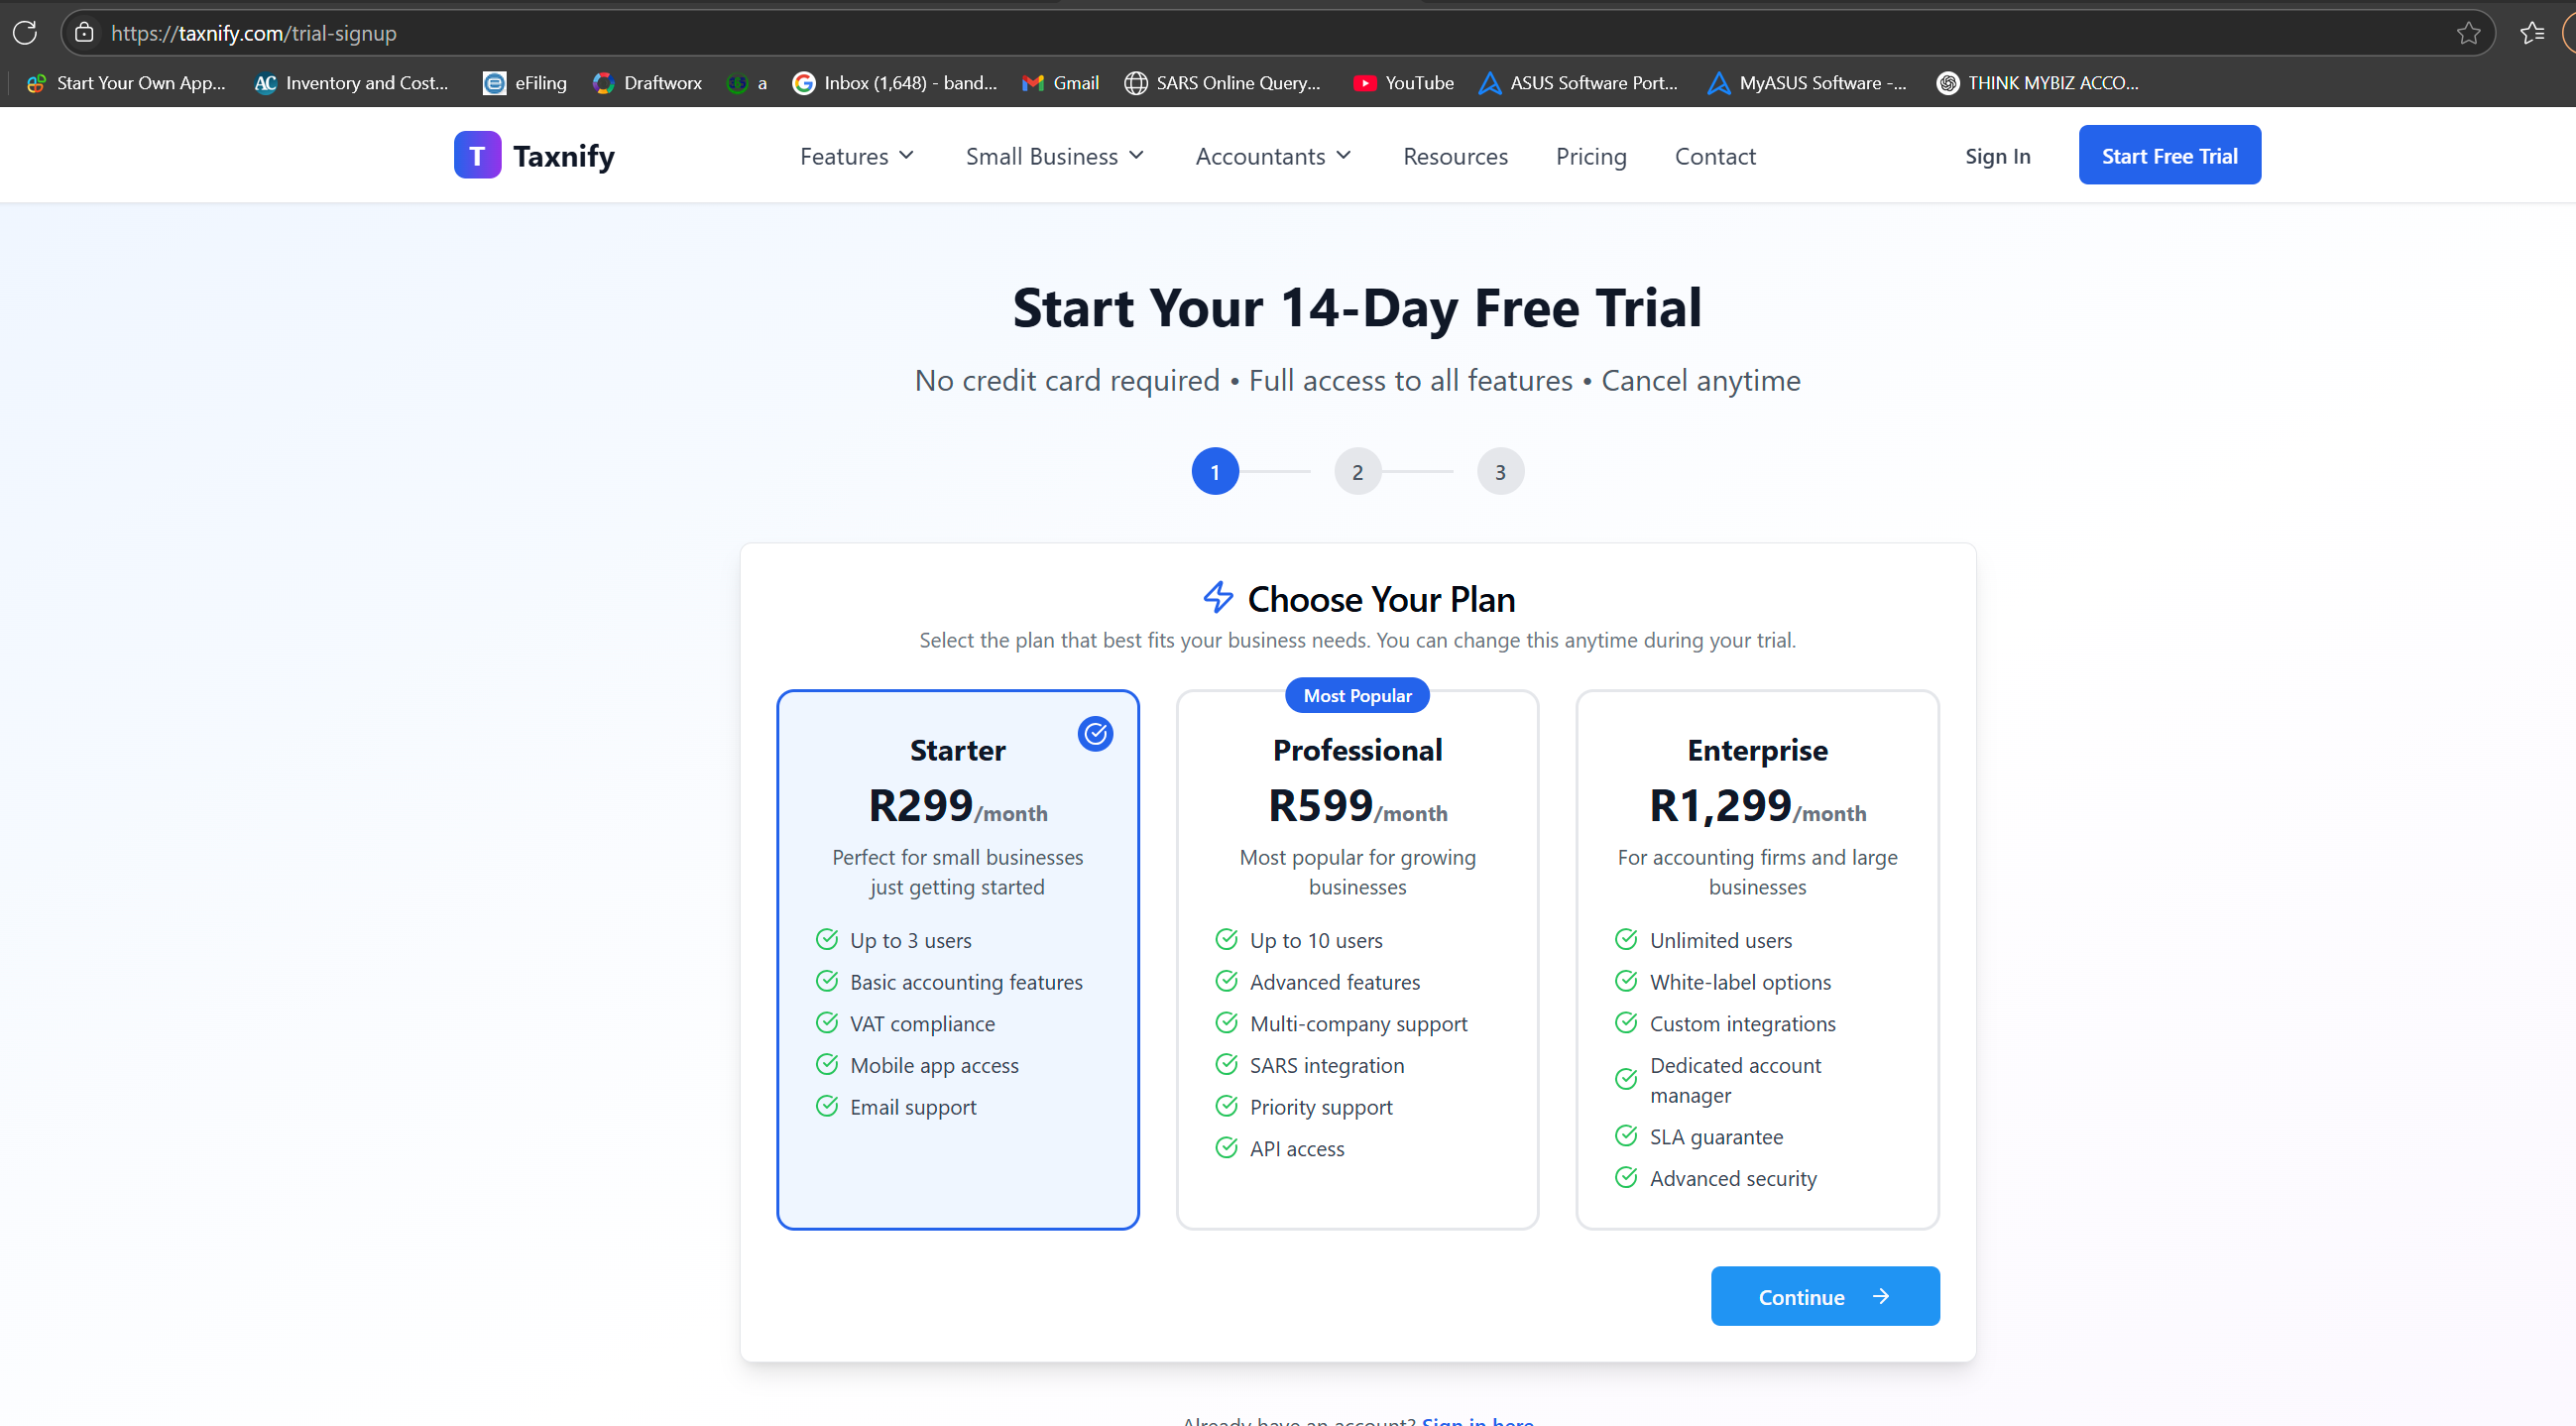 https://taxnify.com/trial-signup
Start Your Own App...
AC Inventory and Cost...
eFiling
Draftworx
a
Inbox (1,648) - band...
Gmail
SARS Online Query...
YouTube
ASUS Software Port...
MyASUS Software -...
THINK MYBIZ ACCO...
T Taxnify
Features
Small Business
Accountants
Resources
Pricing
Contact
Sign In
Start Free Trial
Start Your 14-Day Free Trial
No credit card required • Full access to all features • Cancel anytime
1
2
3
Choose Your Plan
Select the plan that best fits your business needs. You can change this anytime during your trial.
Starter
R299/month
Perfect for small businesses
just getting started
Up to 3 users
Basic accounting features
VAT compliance
Mobile app access
Email support
Most Popular
Professional
R599/month
Most popular for growing
businesses
Up to 10 users
Advanced features
Multi-company support
SARS integration
Priority support
API access
Enterprise
R1,299/month
For accounting firms and large
businesses
Unlimited users
White-label options
Custom integrations
Dedicated account
manager
SLA guarantee
Advanced security
Continue
Already have an account? Sign in here